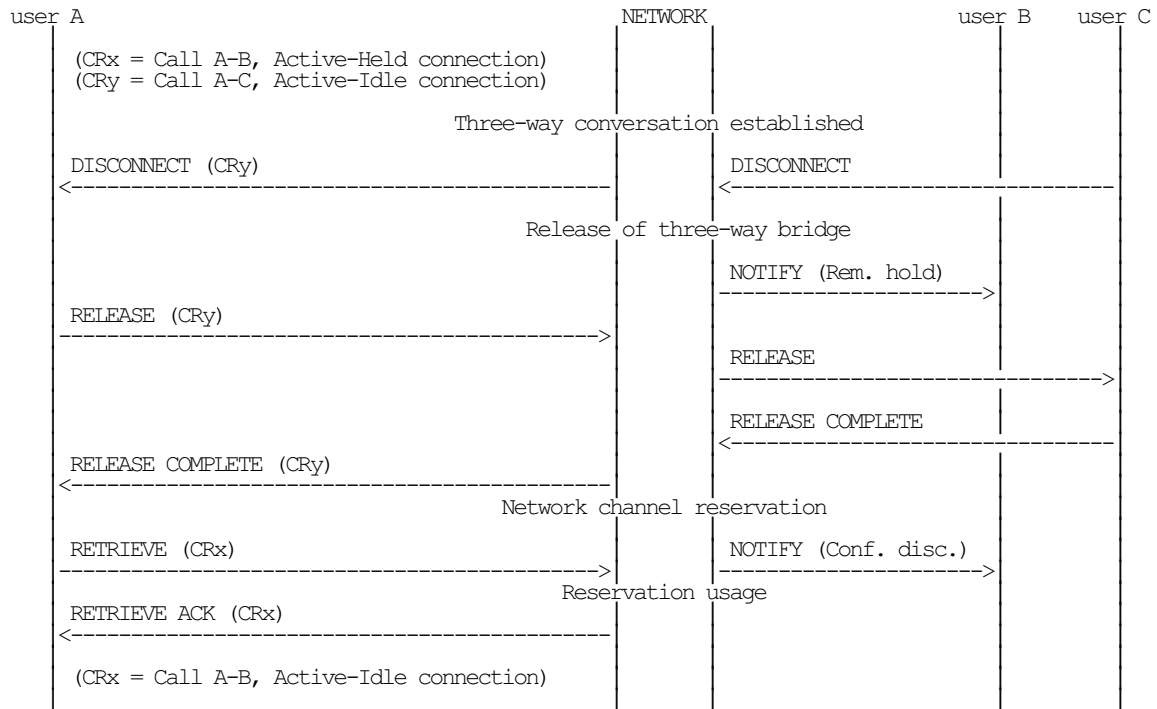 user A NETWORK user B user C
(CRx = Call A-B, Active-Held connection)
(CRy = Call A-C, Active-Idle connection)
Three-way conversation established
DISCONNECT (CRy) DISCONNECT
Release of three-way bridge
NOTIFY (Rem. hold)
RELEASE (CRy)
RELEASE
RELEASE COMPLETE
RELEASE COMPLETE (CRy)
Network channel reservation
RETRIEVE (CRx) NOTIFY (Conf. disc.)
Reservation usage
RETRIEVE ACK (CRx)
(CRx = Call A-B, Active-Idle connection)